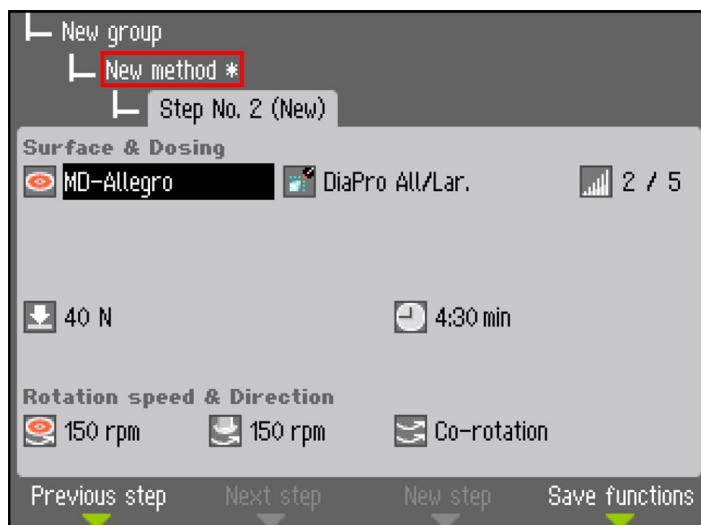 New group
New method *
Step No. 2 (New)
Surface & Dosing
MD-Allegro DiaPro All/Lar. 2 / 5
40 N 4:30 min
Rotation speed & Direction
150 rpm 150 rpm Co-rotation
Previous step Next step New step Save functions